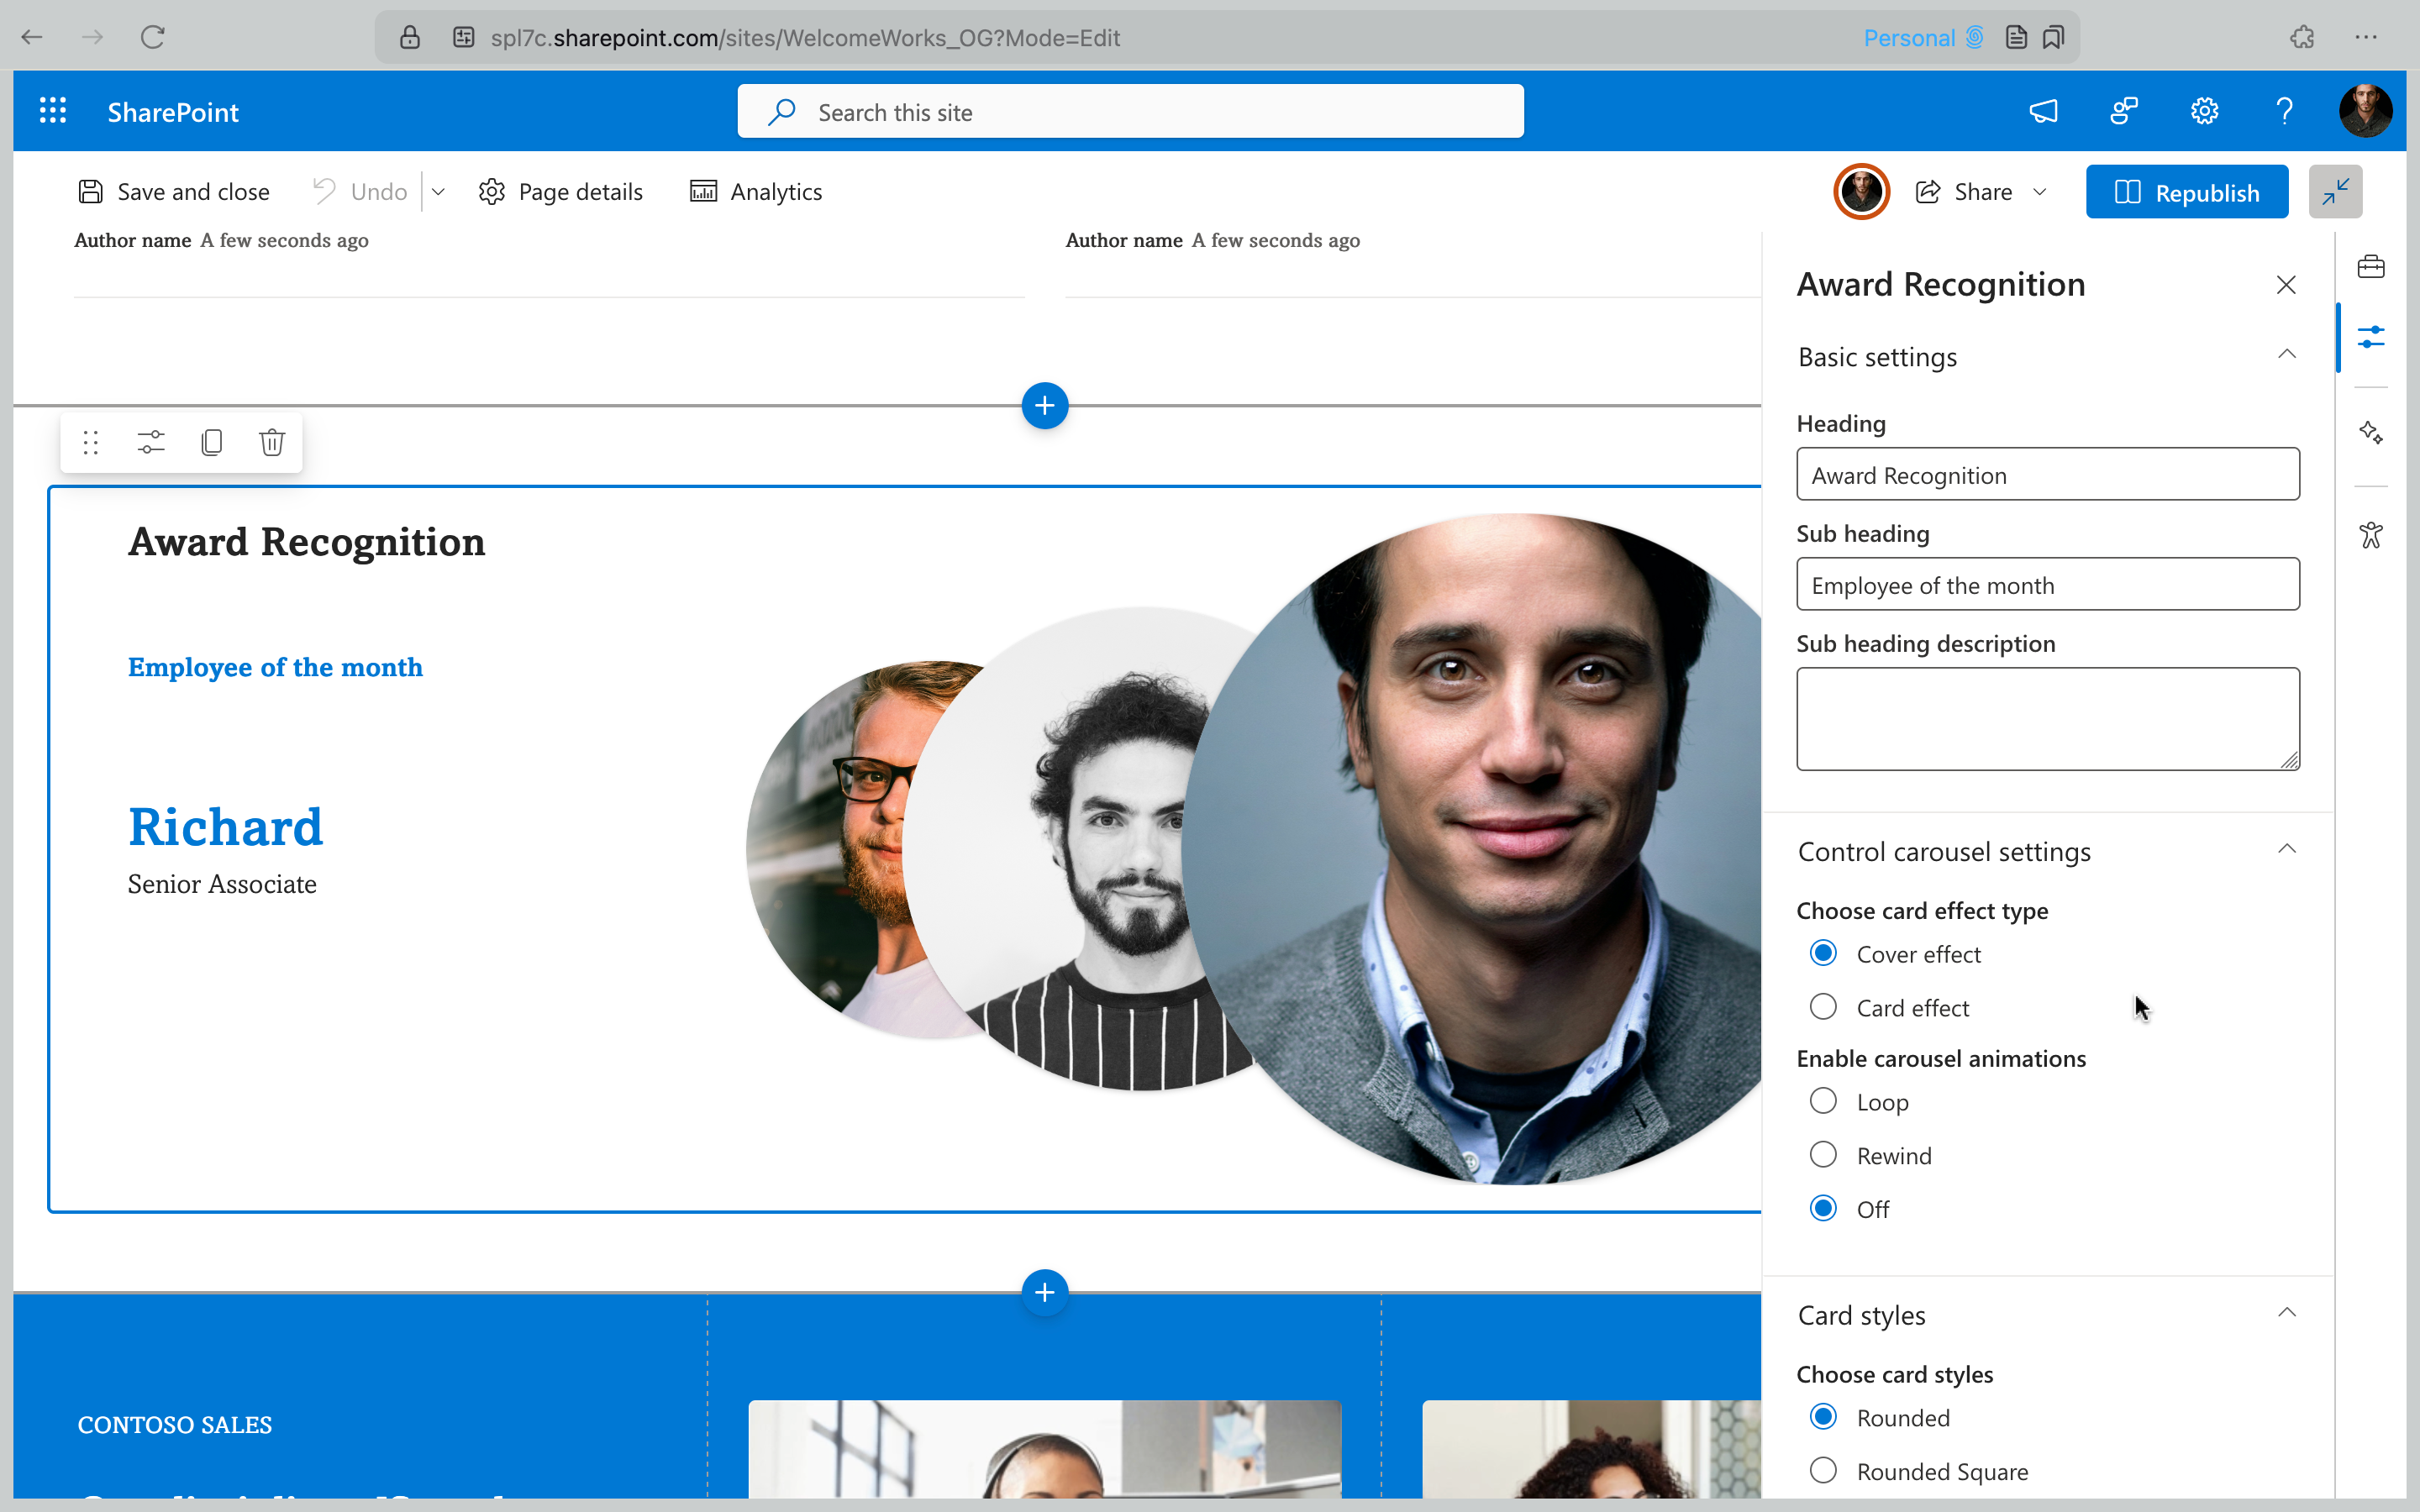 spl7c.sharepoint.com/sites/WelcomeWorks_OG?Mode=Edit
Personal
SharePoint
Search this site
Save and close
Undo
Page details
Analytics
Share
Republish
Author name A few seconds ago
Author name A few seconds ago
Award Recognition
Employee of the month
Richard
Senior Associate
CONTOSO SALES
Award Recognition
Basic settings
Heading
Award Recognition
Sub heading
Employee of the month
Sub heading description
Control carousel settings
Choose card effect type
Cover effect
Card effect
Enable carousel animations
Loop
Rewind
Off
Card styles
Choose card styles
Rounded
Rounded Square